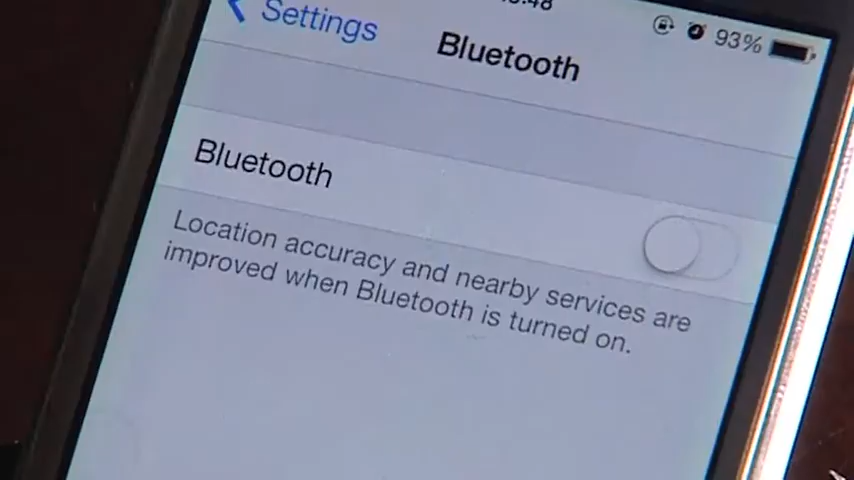 Settings
93%
Bluetooth
Bluetooth
Location accuracy and nearby services are
improved when Bluetooth is turned on.